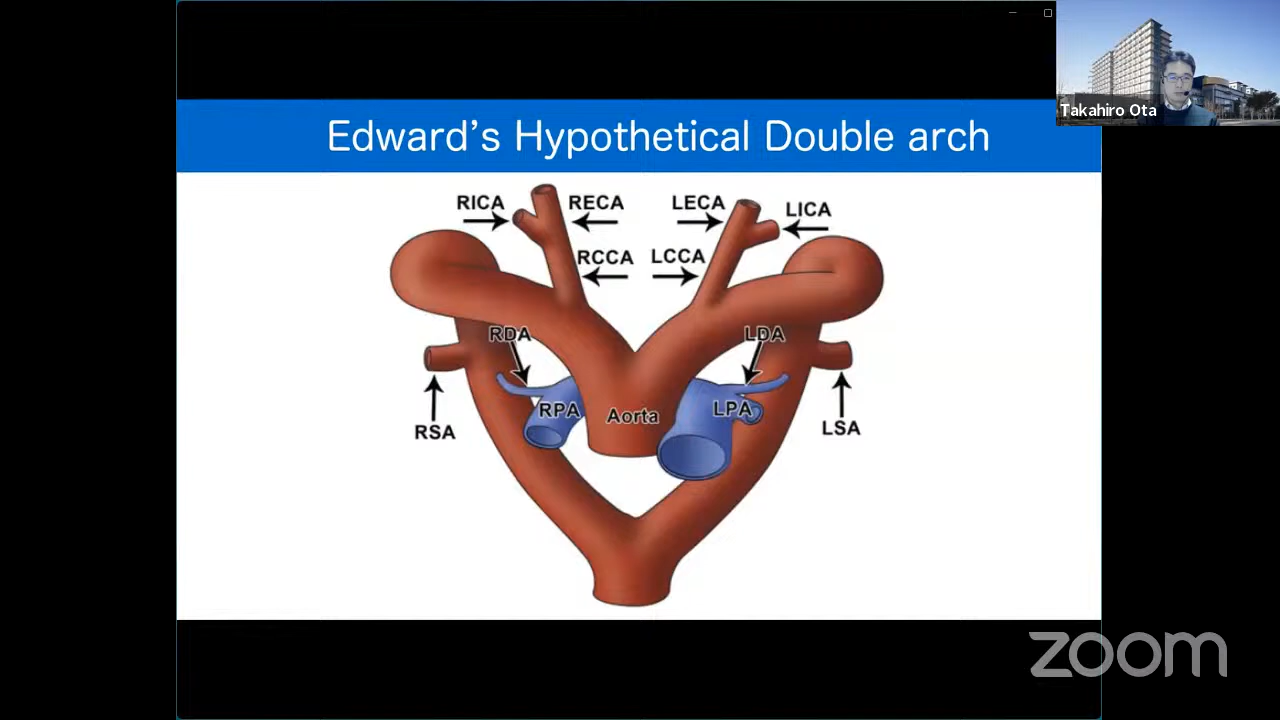 Takahiro Ota
Edward's Hypothetical Double arch
RICA
RECA
LECA
LICA
RCCA
LCCA
RDA
LDA
RPA
Aorta
LPA
RSA
LSA
zoom